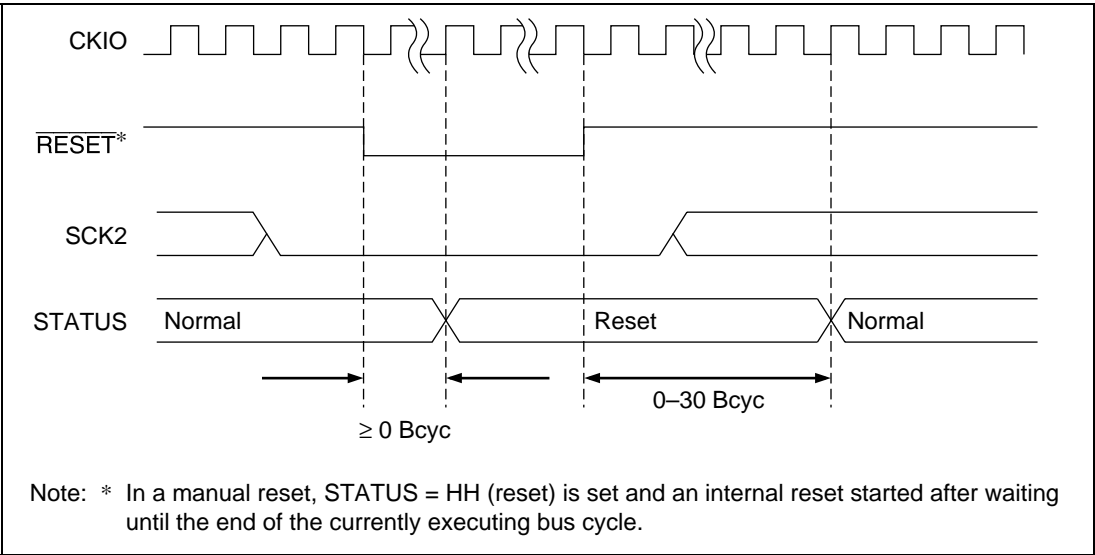 CKIO
RESET*
SCK2
STATUS Normal Reset Normal
0–30 Bcyc
≥ 0 Bcyc
Note: * In a manual reset, STATUS = HH (reset) is set and an internal reset started after waiting
until the end of the currently executing bus cycle.